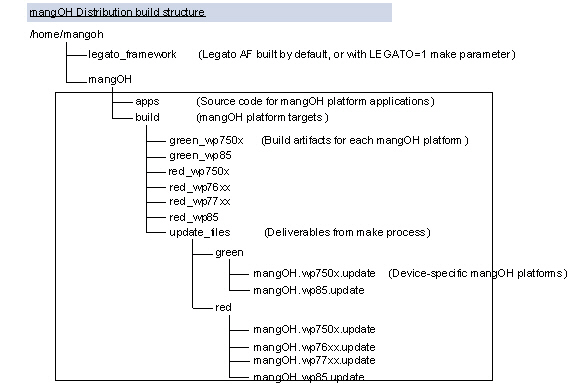 mangOH Distribution build structure
/home/mangoh
legato_framework (Legato AF built by default, or with LEGATO=1 make parameter)
mangOH
apps (Source code for mangOH platform applications)
build (mangOH platform targets)
green_wp750x (Build artifacts for each mangOH platform)
green_wp85
red_wp750x
red_wp76xx
red_wp77xx
red_wp85
update_files (Deliverables from make process)
green
mangOH.wp750x.update (Device-specific mangOH platforms)
mangOH.wp85.update
red
mangOH.wp750x.update
mangOH.wp76xx.update
mangOH.wp77xx.update
mangOH.wp85.update